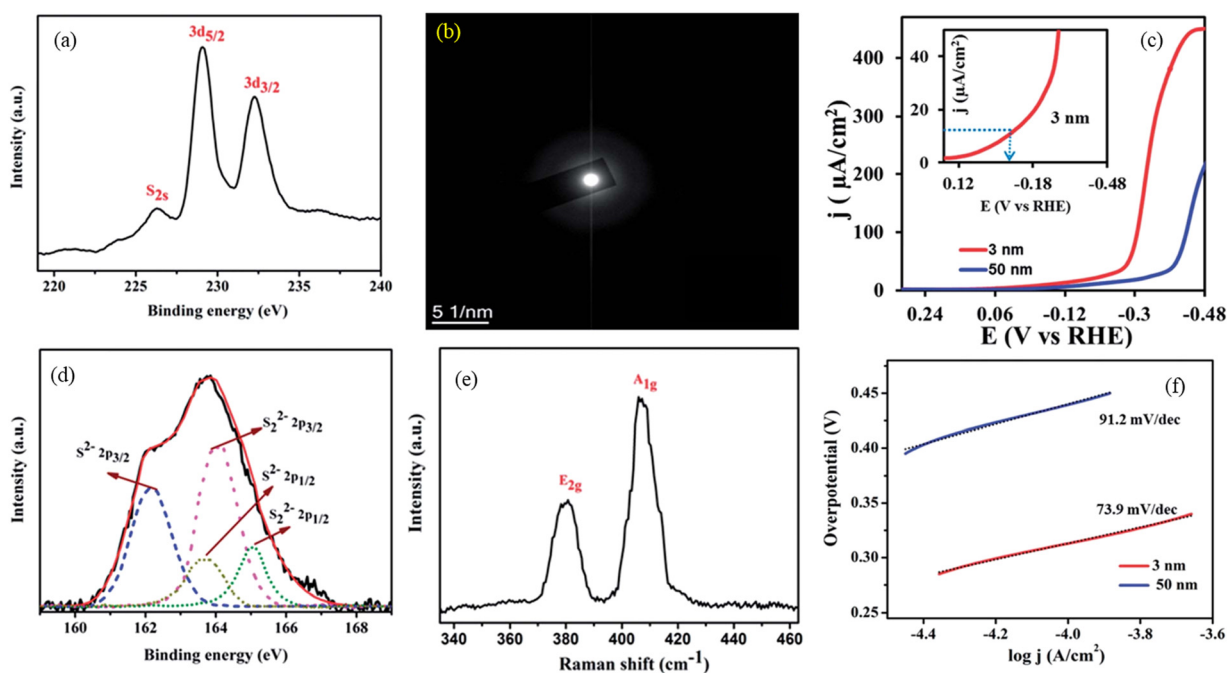 (a)
3d5/2
3d3/2
S2s
Intensity (a.u.)
220 225 230 235 240
Binding energy (eV)
(b)
5 1/nm
(c)
j ( µA/cm²)
400
300
200
100
0
0.24 0.06 -0.12 -0.3 -0.48
E (V vs RHE)
3 nm
50 nm
j (µA/cm²)
40
20
0
3 nm
0.12 -0.18 -0.48
E (V vs RHE)
(d)
S²⁻ 2p3/2
S2²⁻ 2p3/2
S²⁻ 2p1/2
S2²⁻ 2p1/2
Intensity (a.u.)
160 162 164 166 168
Binding energy (eV)
(e)
A1g
E2g
Intensity (a.u.)
340 360 380 400 420 440 460
Raman shift (cm⁻¹)
(f)
Overpotential (V)
0.45
0.40
0.35
0.30
0.25
91.2 mV/dec
73.9 mV/dec
3 nm
50 nm
-4.4 -4.2 -4.0 -3.8 -3.6
log j (A/cm²)